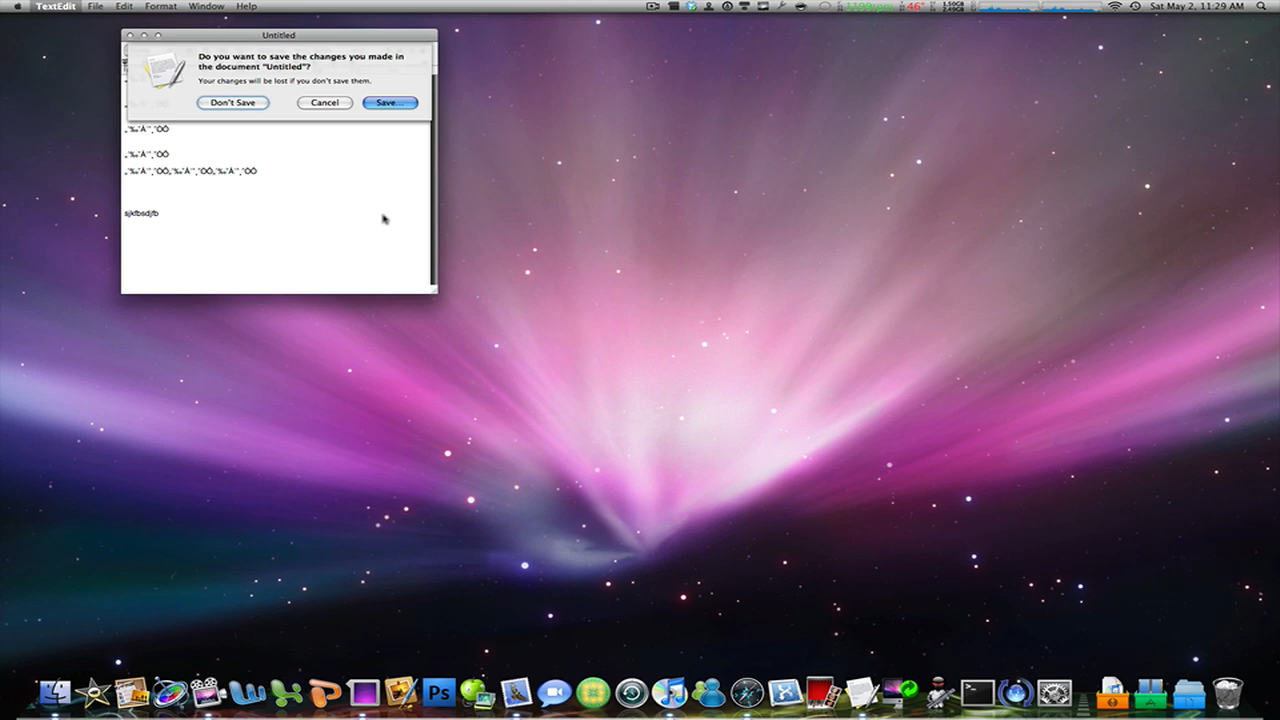 TextEdit File Edit Format Window Help
Sat May 2, 11:29 AM
Untitled
Do you want to save the changes you made in
the document "Untitled"?
Your changes will be lost if you don't save them.
Don't Save Cancel Save...
sjkfbsdjfb
Ps